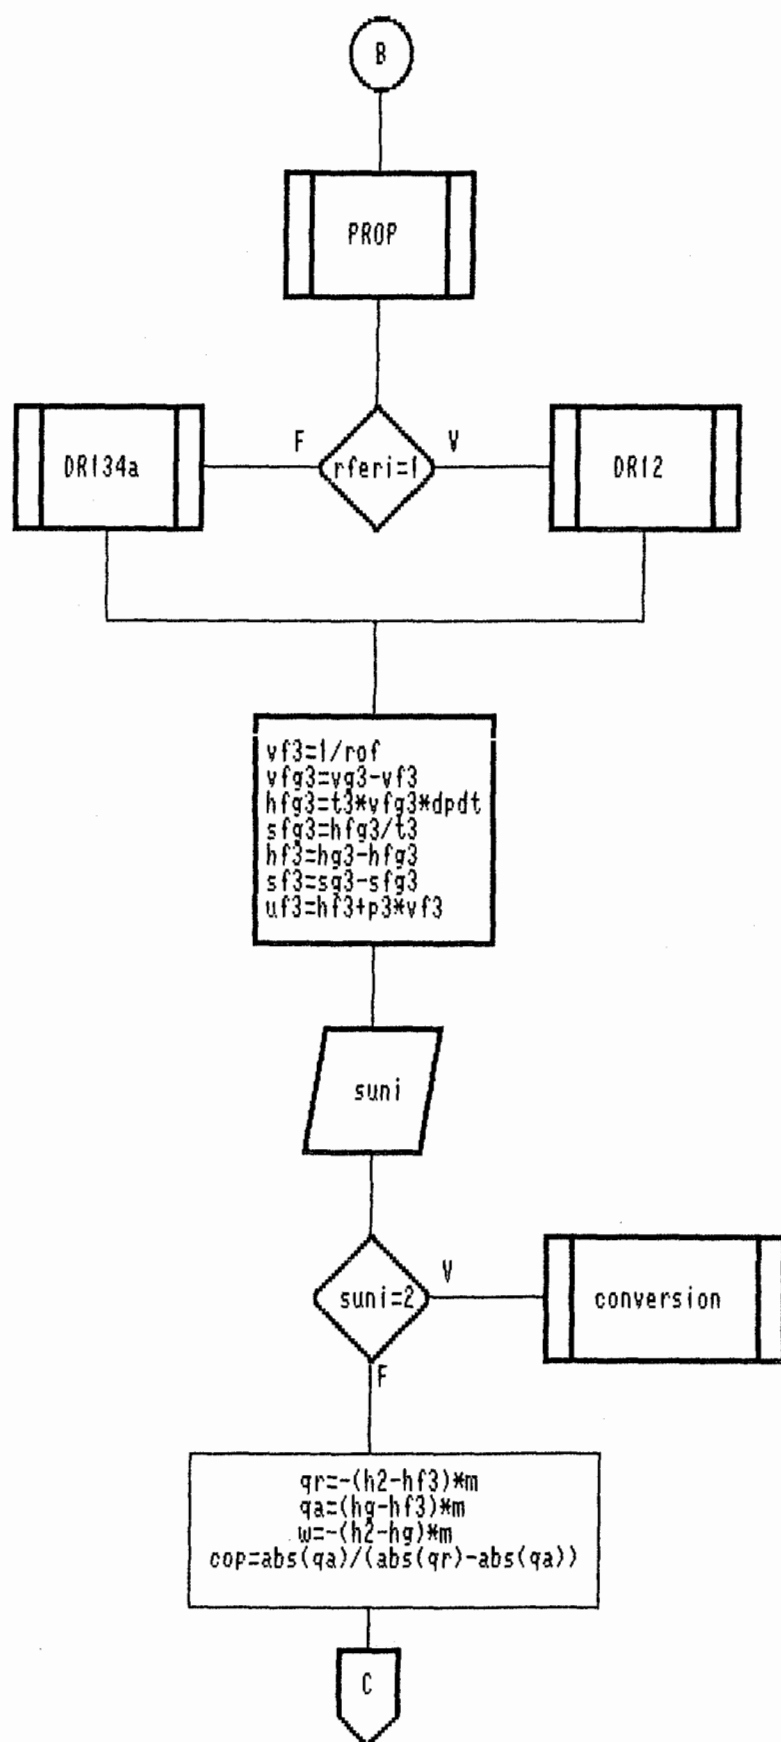 B
PROP
F
V
DR134a
rferi=1
DR12
vf3=1/rof
vfg3=vg3-vf3
hfg3=t3*vfg3*dpdt
sfg3=hfg3/t3
hf3=hg3-hfg3
sf3=sg3-sfg3
uf3=hf3+p3*vf3
suni
V
suni=2
conversion
F
qr=-(h2-hf3)*m
qa=(hg-hf3)*m
w=-(h2-hg)*m
cop=abs(qa)/(abs(qr)-abs(qa))
C